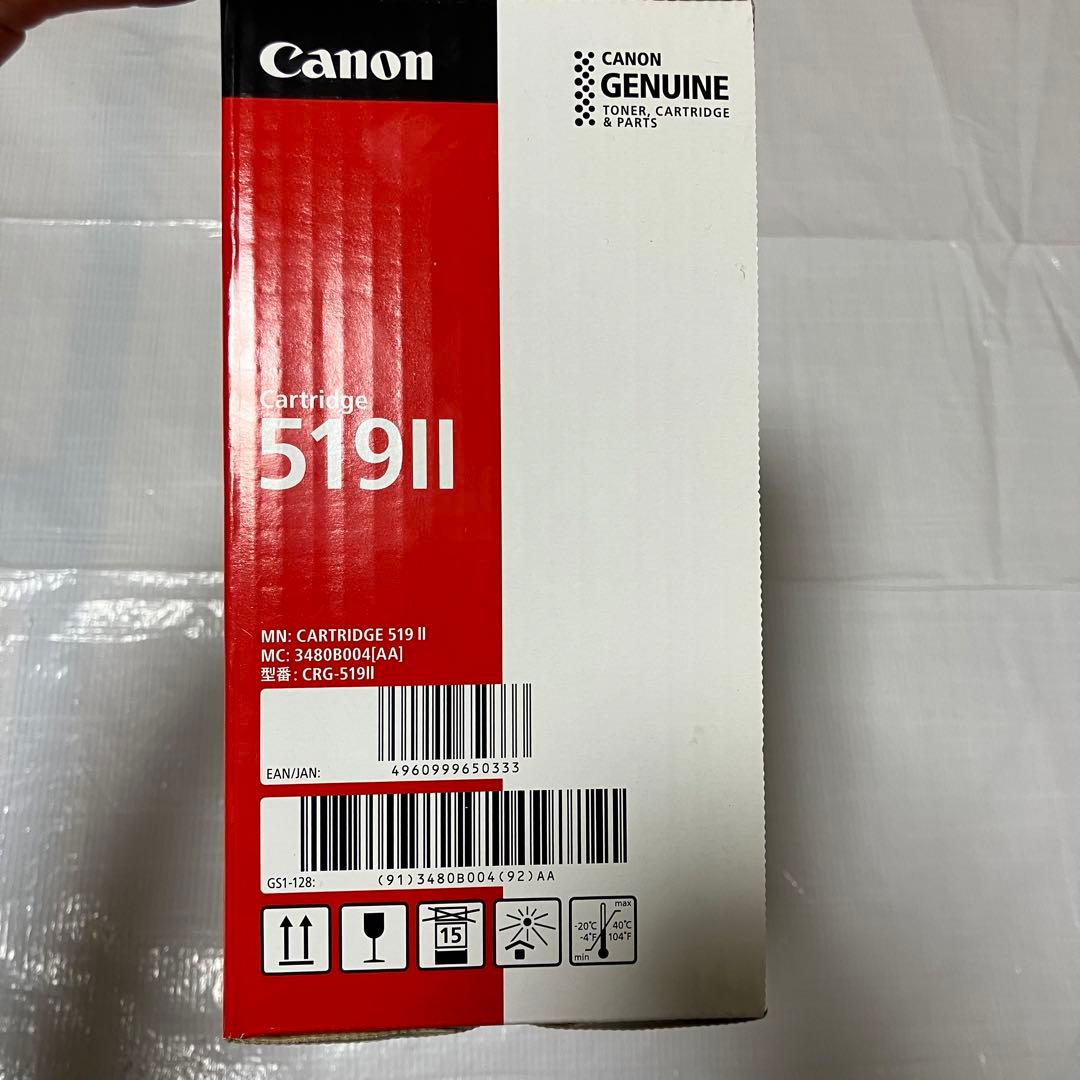 Canon
CANON
GENUINE
TONER, CARTRIDGE
& PARTS
Cartridge
519II
MN: CARTRIDGE 519 II
MC: 3480B004[AA]
型番: CRG-519II
EAN/JAN:
4960999650333
GS1-128:
(91)3480B004(92)AA
15
max
-20℃ 40℃
-4℉ 104℉
min